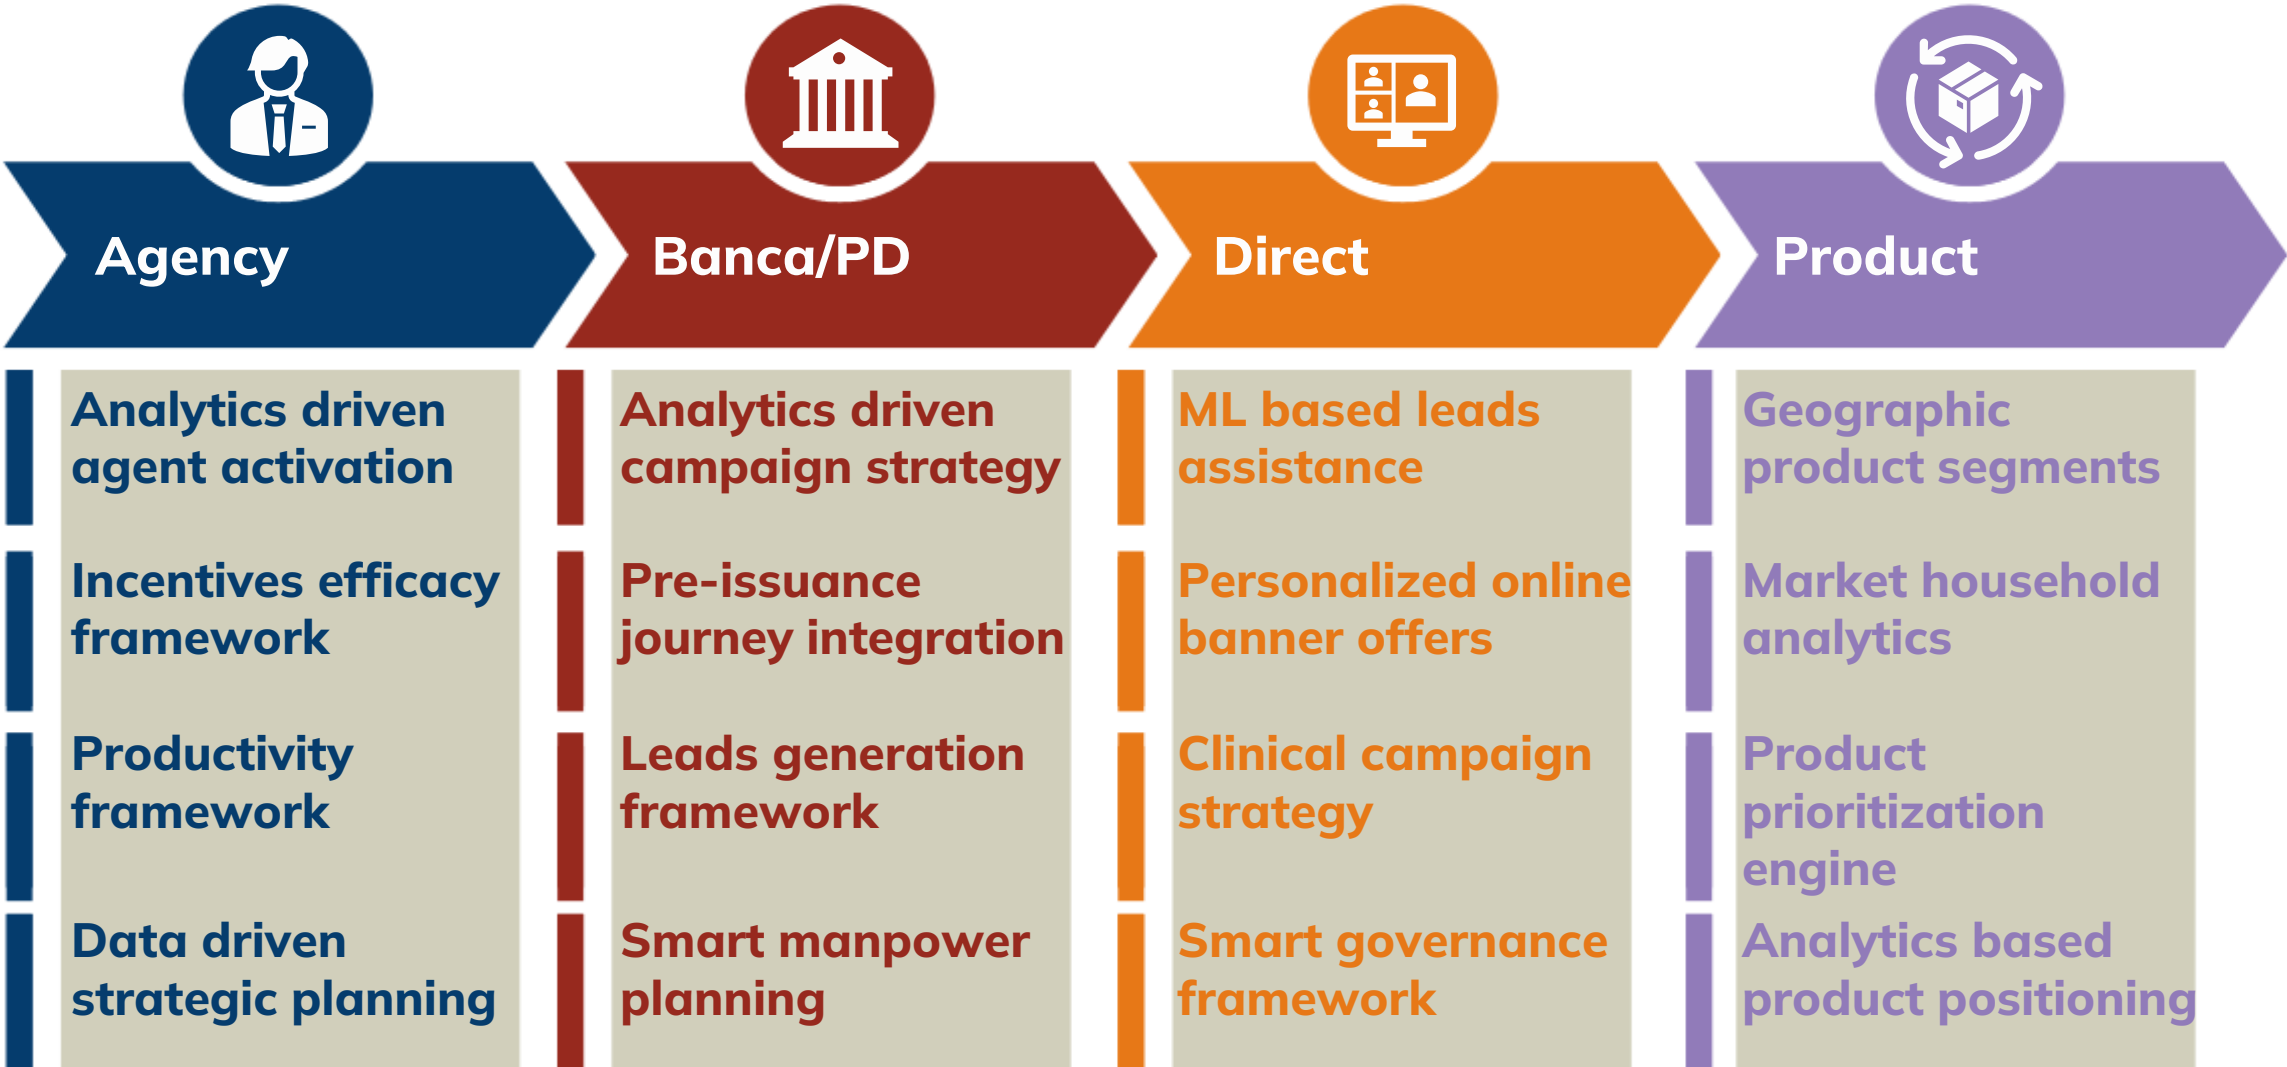 Agency
Banca/PD
Direct
Product
Analytics driven
agent activation
Incentives efficacy
framework
Productivity
framework
Data driven
strategic planning
Analytics driven
campaign strategy
Pre-issuance
journey integration
Leads generation
framework
Smart manpower
planning
ML based leads
assistance
Personalized online
banner offers
Clinical campaign
strategy
Smart governance
framework
Geographic
product segments
Market household
analytics
Product
prioritization
engine
Analytics based
product positioning